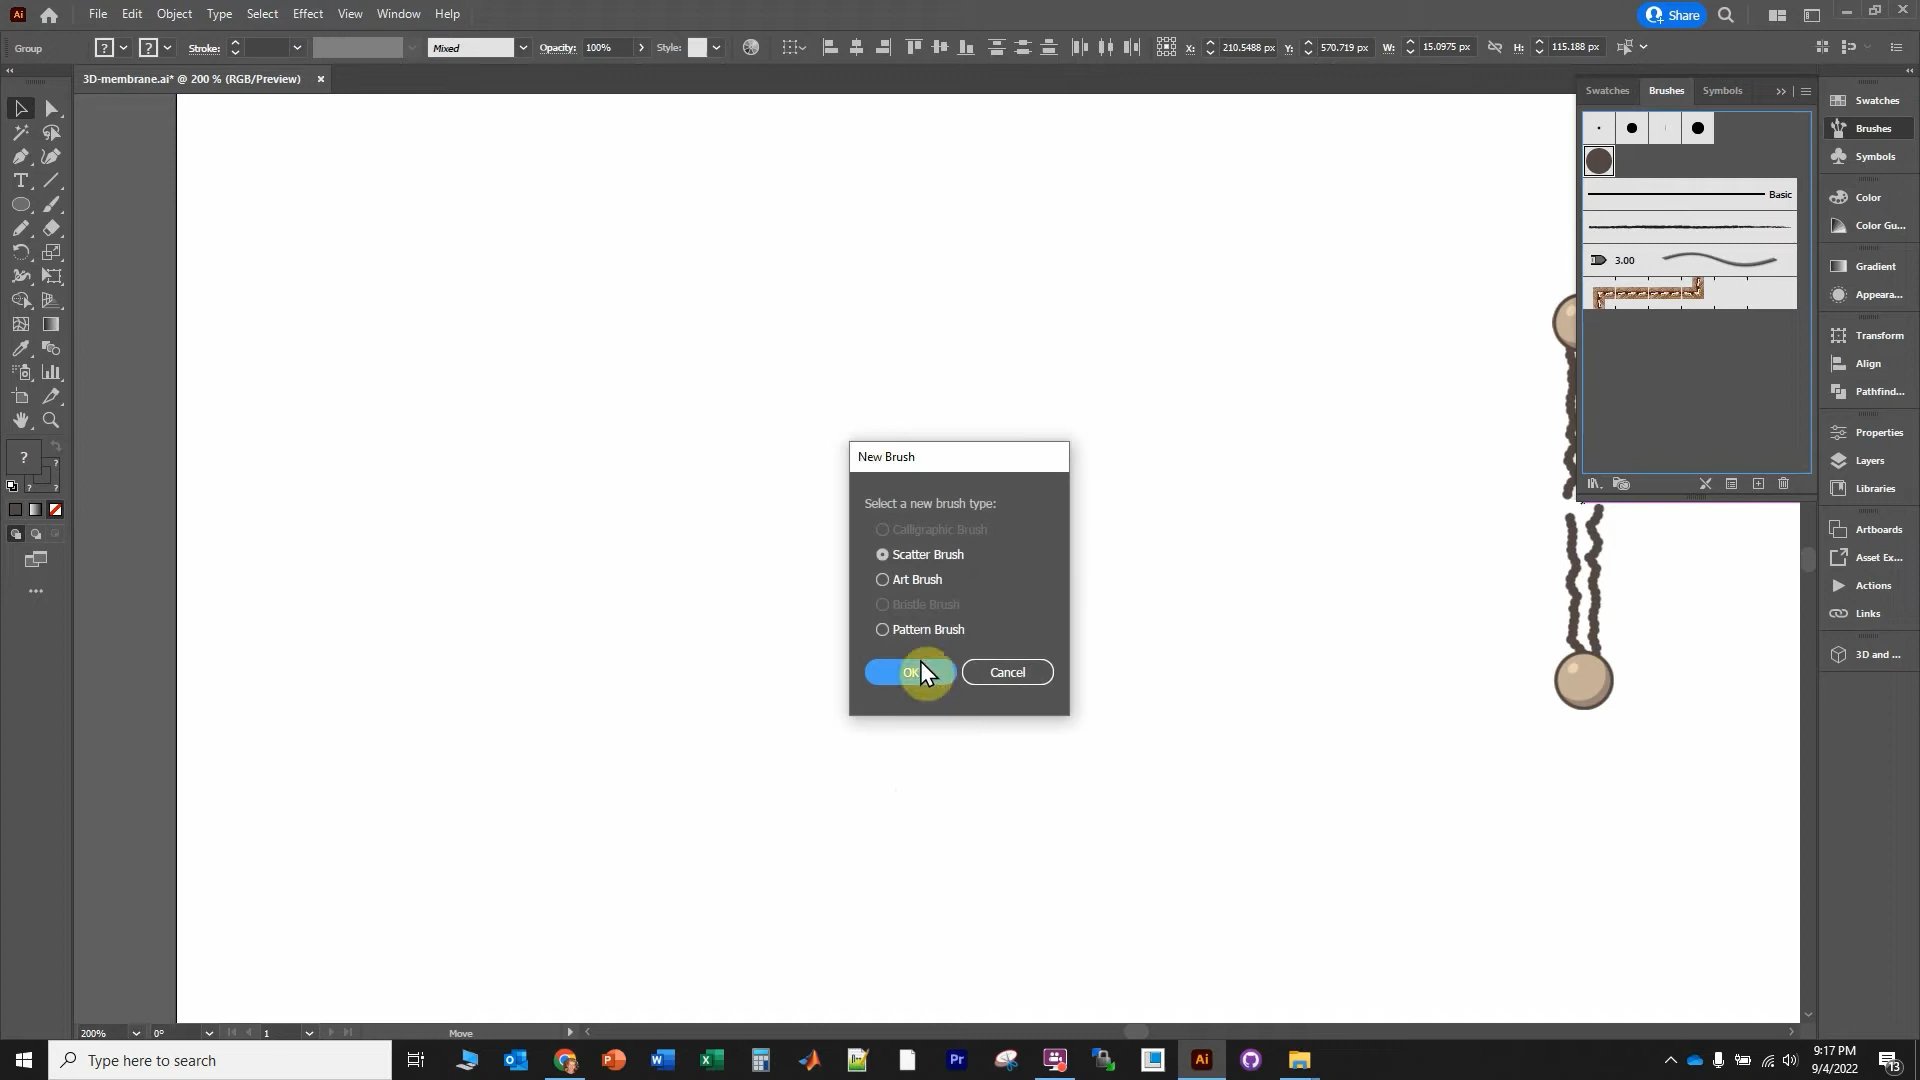 Ai File Edit Object Type Select Effect View Window Help Share
Group ? ? Stroke: Mixed Opacity: 100% Style: X: 210.5488 px Y: 570.719 px W: 15.0975 px H: 115.188 px
3D-membrane.ai* @ 200 % (RGB/Preview) ×
Swatches Brushes Symbols
Basic
3.00
Swatches
Brushes
Symbols
Color
Color Gu...
Gradient
Appeara...
Transform
Align
Pathfind...
Properties
Layers
Libraries
Artboards
Asset Ex...
Actions
Links
3D and ...
T
?
?
? ?
New Brush
Select a new brush type:
Calligraphic Brush
Scatter Brush
Art Brush
Bristle Brush
Pattern Brush
OK Cancel
200% 0° 1 Move
Type here to search
Pr
Ai
9:17 PM
9/4/2022
13